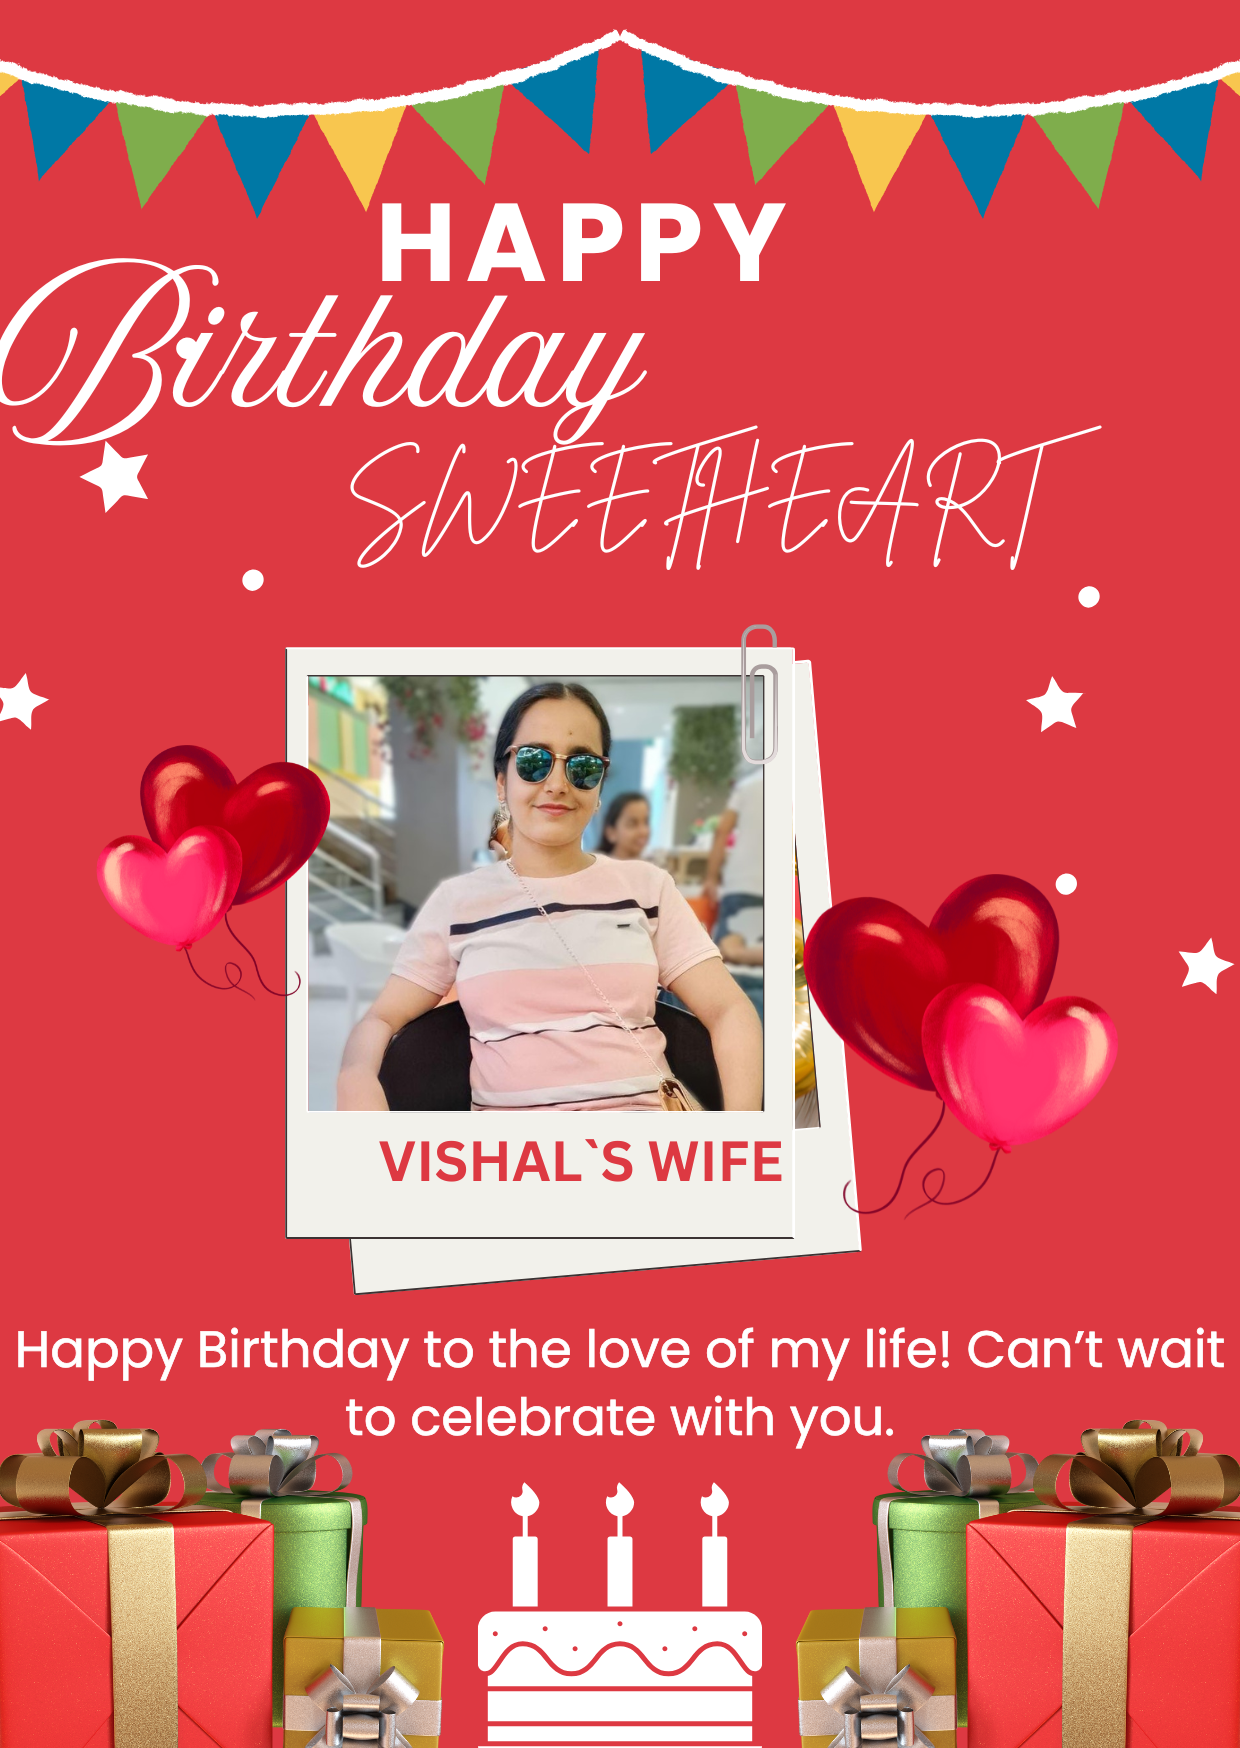 HAPPY
Birthday
SWEETHEART
VISHAL`S WIFE
Happy Birthday to the love of my life! Can’t wait
to celebrate with you.